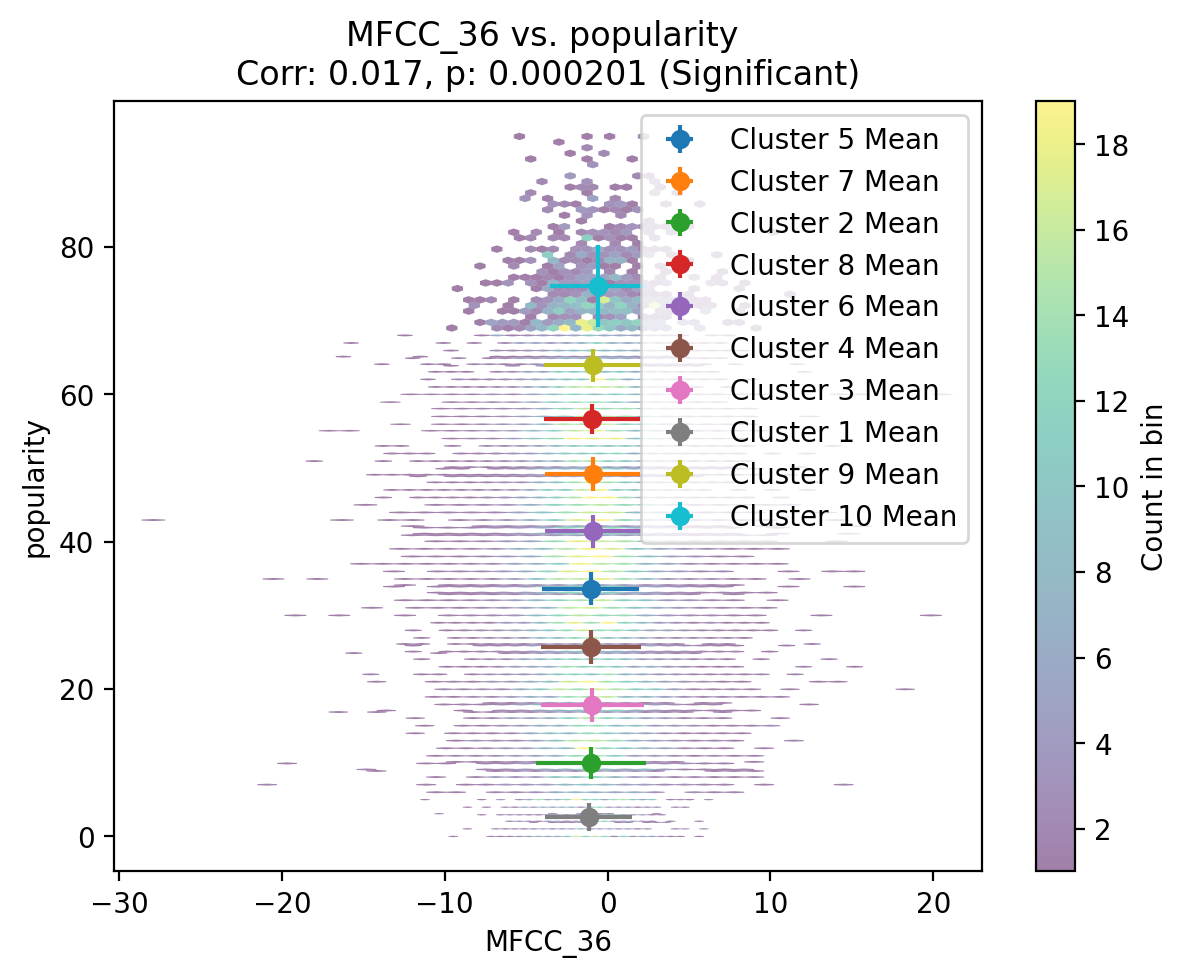 MFCC_36 vs. popularity
Corr: 0.017, p: 0.000201 (Significant)
Cluster 5 Mean
Cluster 7 Mean
Cluster 2 Mean
Cluster 8 Mean
Cluster 6 Mean
Cluster 4 Mean
Cluster 3 Mean
Cluster 1 Mean
Cluster 9 Mean
Cluster 10 Mean
popularity
80
60
40
20
0
−30
−20
−10
0
10
20
MFCC_36
18
16
14
12
10
8
6
4
2
Count in bin